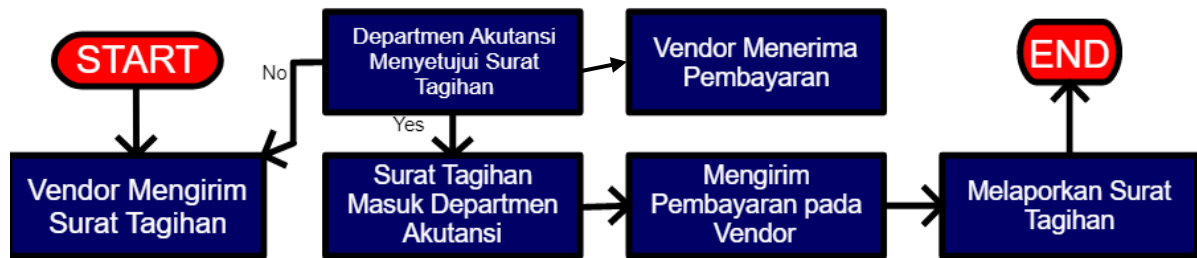 START
No
Departmen Akutansi
Menyetujui Surat
Tagihan
Vendor Menerima
Pembayaran
END
Yes
Vendor Mengirim
Surat Tagihan
Surat Tagihan
Masuk Departmen
Akutansi
Mengirim
Pembayaran pada
Vendor
Melaporkan Surat
Tagihan